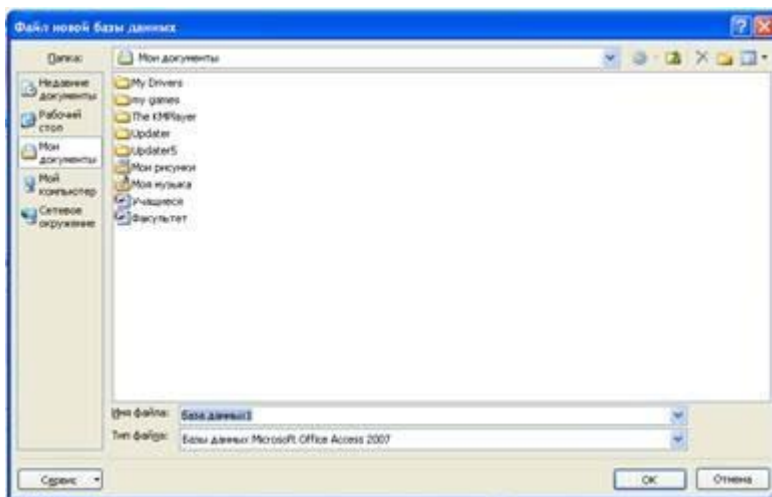 Файл новой базы данных
Папка:
Мои документы
Недавние документы
Рабочий стол
Мои документы
Мой компьютер
Сетевое окружение
My Drivers
my games
The KMPlayer
Updater
Updater5
Мои рисунки
Моя музыка
Учащиеся
Факультет
Имя файла:
База данных1
Тип файла:
Базы данных Microsoft Office Access 2007
Сервис
OK
Отмена